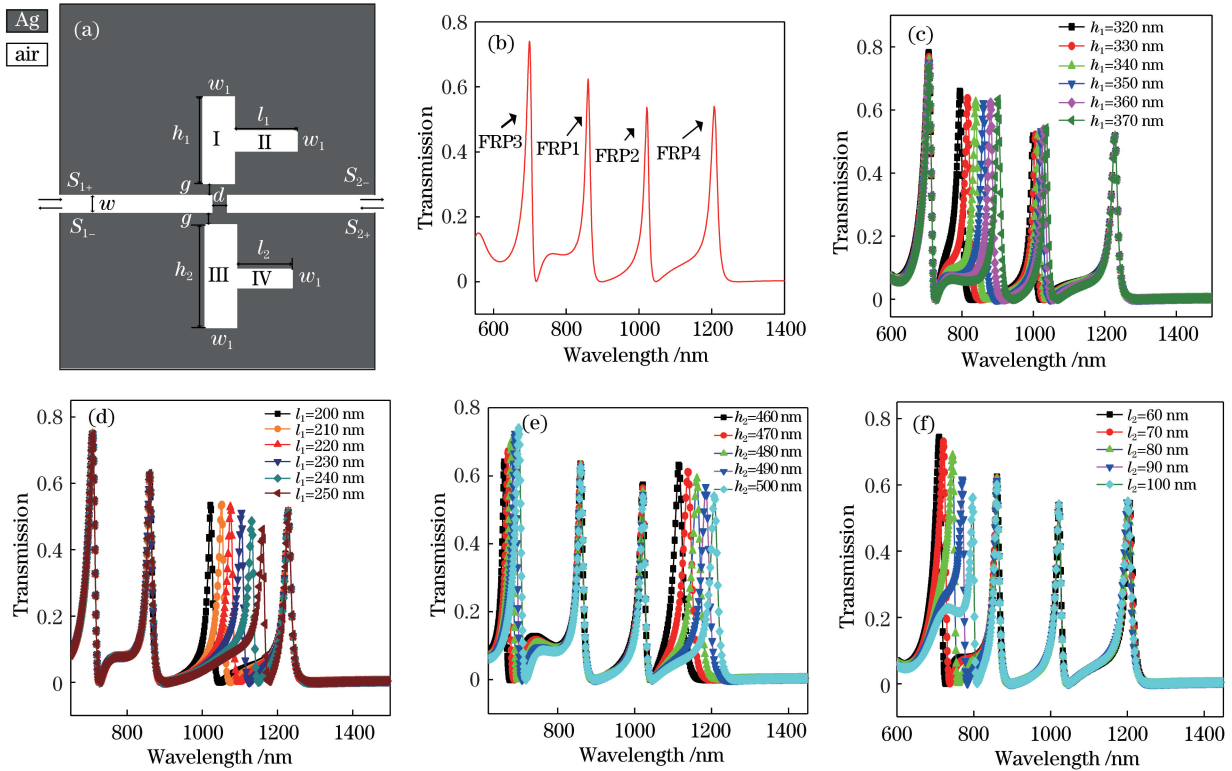 Ag
air
(a)
w₁
h₁
I
l₁
II
w₁
g
d
S₁₊
S₂₋
w
S₁₋
S₂₊
g
l₂
h₂
III
IV
w₁
w₁
(b)
Transmission
0.8
0.6
0.4
0.2
0
FRP3
FRP1
FRP2
FRP4
600 800 1000 1200 1400
Wavelength /nm
(c)
h₁=320 nm
h₁=330 nm
h₁=340 nm
h₁=350 nm
h₁=360 nm
h₁=370 nm
Transmission
0.8
0.6
0.4
0.2
0
600 800 1000 1200 1400
Wavelength /nm
(d)
l₁=200 nm
l₁=210 nm
l₁=220 nm
l₁=230 nm
l₁=240 nm
l₁=250 nm
Transmission
0.8
0.6
0.4
0.2
0
800 1000 1200 1400
Wavelength /nm
(e)
h₂=460 nm
h₂=470 nm
h₂=480 nm
h₂=490 nm
h₂=500 nm
Transmission
0.8
0.6
0.4
0.2
0
800 1000 1200 1400
Wavelength /nm
(f)
l₂=60 nm
l₂=70 nm
l₂=80 nm
l₂=90 nm
l₂=100 nm
Transmission
0.8
0.6
0.4
0.2
0
600 800 1000 1200 1400
Wavelength /nm